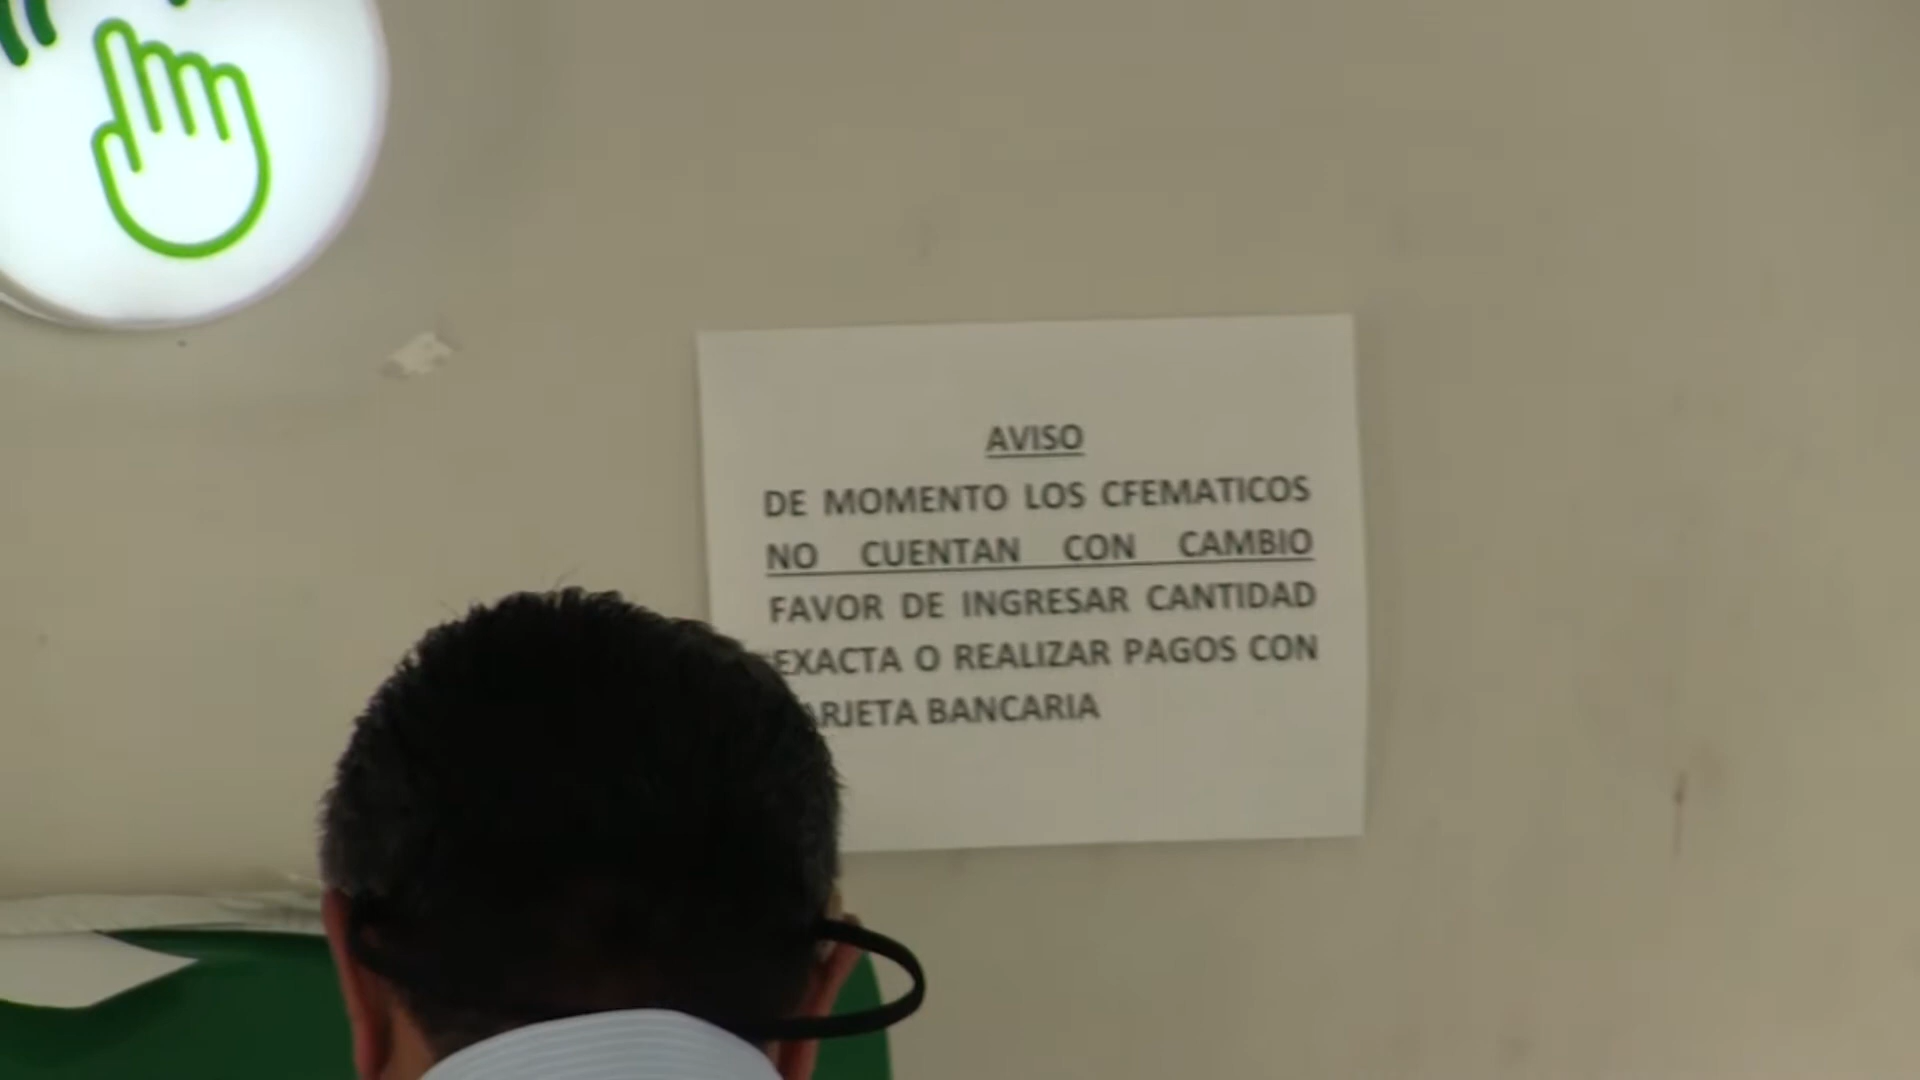 AVISO
DE MOMENTO LOS CFEMATICOS
NO CUENTAN CON CAMBIO
FAVOR DE INGRESAR CANTIDAD
EXACTA O REALIZAR PAGOS CON
ARJETA BANCARIA